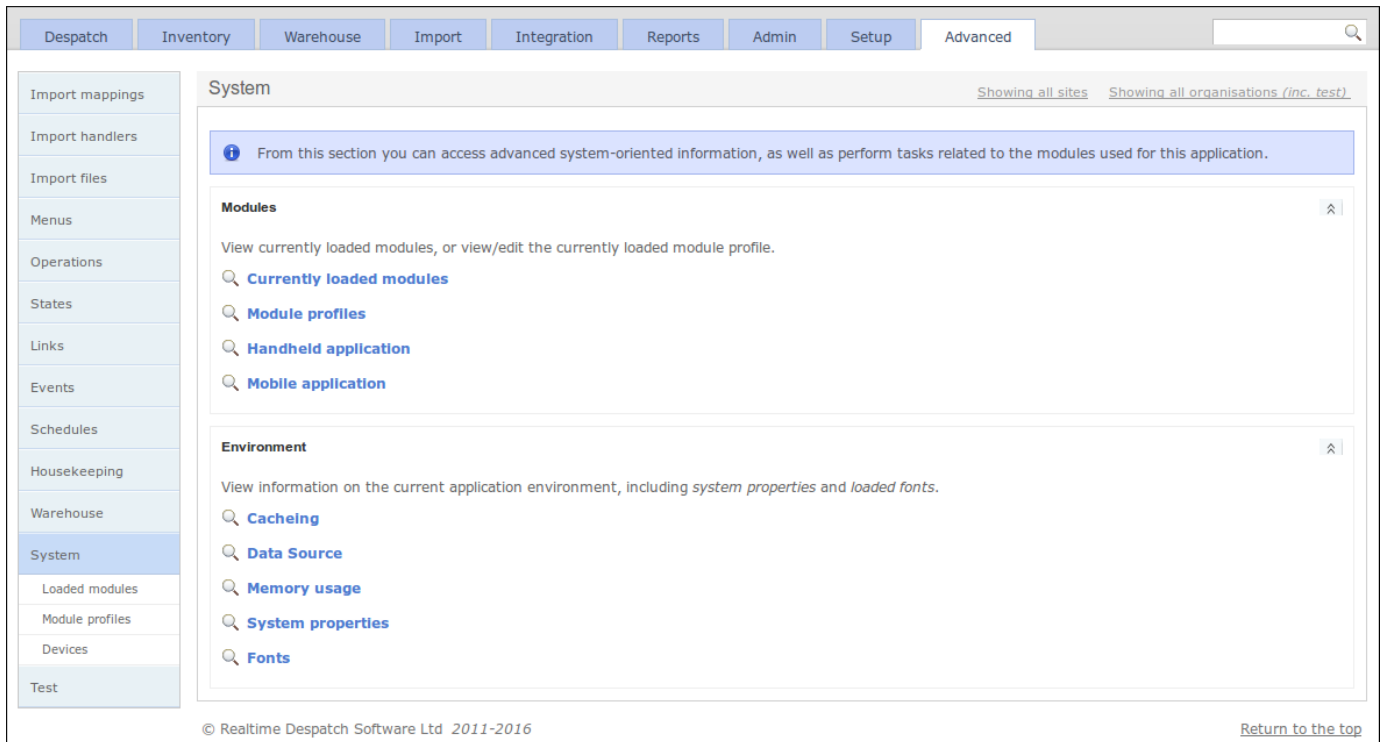 Despatch Inventory Warehouse Import Integration Reports Admin Setup Advanced
Import mappings
Import handlers
Import files
Menus
Operations
States
Links
Events
Schedules
Housekeeping
Warehouse
System
Loaded modules
Module profiles
Devices
Test
System
Showing all sites Showing all organisations (inc. test)
From this section you can access advanced system-oriented information, as well as perform tasks related to the modules used for this application.
Modules
View currently loaded modules, or view/edit the currently loaded module profile.
Currently loaded modules
Module profiles
Handheld application
Mobile application
Environment
View information on the current application environment, including system properties and loaded fonts.
Cacheing
Data Source
Memory usage
System properties
Fonts
© Realtime Despatch Software Ltd 2011-2016
Return to the top